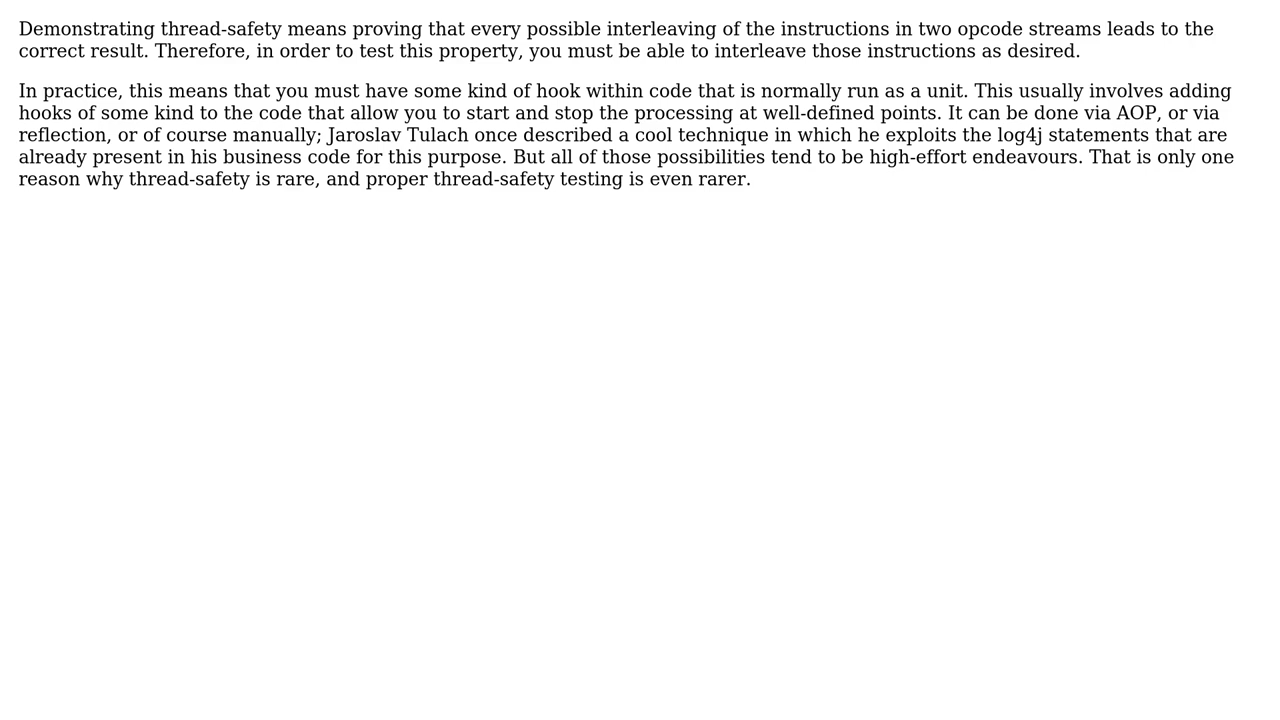 Demonstrating thread-safety means proving that every possible interleaving of the instructions in two opcode streams leads to the
correct result. Therefore, in order to test this property, you must be able to interleave those instructions as desired.
In practice, this means that you must have some kind of hook within code that is normally run as a unit. This usually involves adding
hooks of some kind to the code that allow you to start and stop the processing at well-defined points. It can be done via AOP, or via
reflection, or of course manually; Jaroslav Tulach once described a cool technique in which he exploits the log4j statements that are
already present in his business code for this purpose. But all of those possibilities tend to be high-effort endeavours. That is only one
reason why thread-safety is rare, and proper thread-safety testing is even rarer.